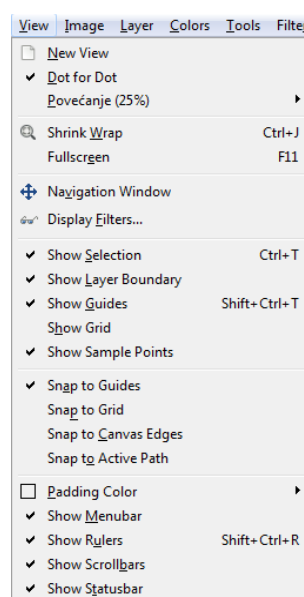 View Image Layer Colors Tools
New View
Dot for Dot
Povećanje (25%)
Shrink Wrap Ctrl+J
Fullscreen F11
Navigation Window
Display Filters...
Show Selection Ctrl+T
Show Layer Boundary
Show Guides Shift+Ctrl+T
Show Grid
Show Sample Points
Snap to Guides
Snap to Grid
Snap to Canvas Edges
Snap to Active Path
Padding Color
Show Menubar
Show Rulers Shift+Ctrl+R
Show Scrollbars
Show Statusbar